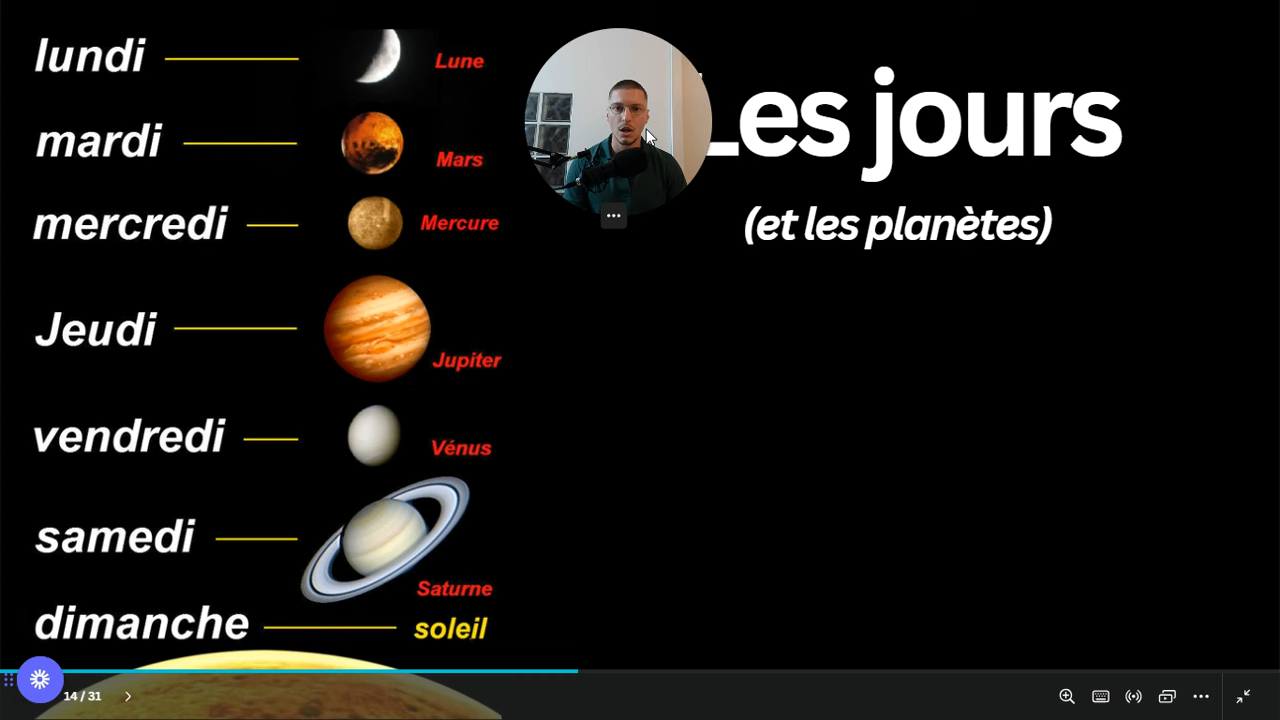 lundi
Lune
mardi
Mars
mercredi
Mercure
Jeudi
Jupiter
vendredi
Vénus
samedi
Saturne
dimanche
soleil
Les jours
(et les planètes)
14 / 31